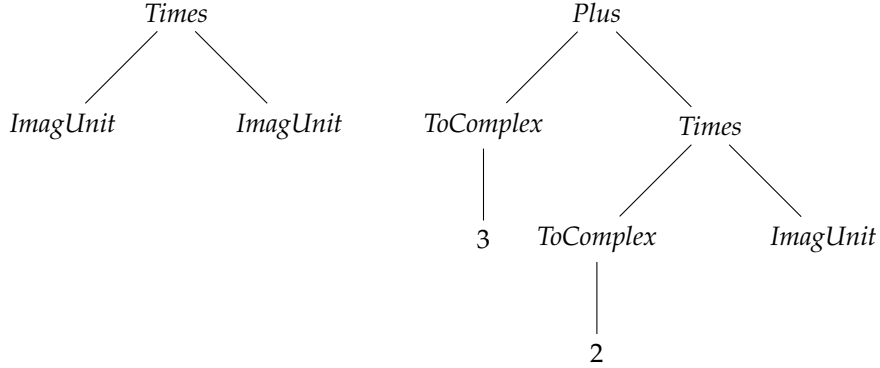 Times
ImagUnit ImagUnit
Plus
ToComplex Times
3 ToComplex ImagUnit
2